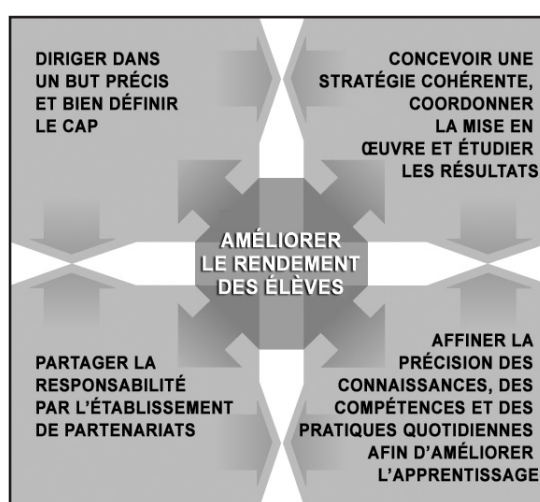 DIRIGER DANS
UN BUT PRÉCIS
ET BIEN DÉFINIR
LE CAP
CONCEVOIR UNE
STRATÉGIE COHÉRENTE,
COORDONNER
LA MISE EN
ŒUVRE ET ÉTUDIER
LES RÉSULTATS
AMÉLIORER
LE RENDEMENT
DES ÉLÈVES
PARTAGER LA
RESPONSABILITÉ
PAR L’ÉTABLISSEMENT
DE PARTENARIATS
AFFINER LA
PRÉCISION DES
CONNAISSANCES, DES
COMPÉTENCES ET DES
PRATIQUES QUOTIDIENNES
AFIN D’AMÉLIORER
L’APPRENTISSAGE